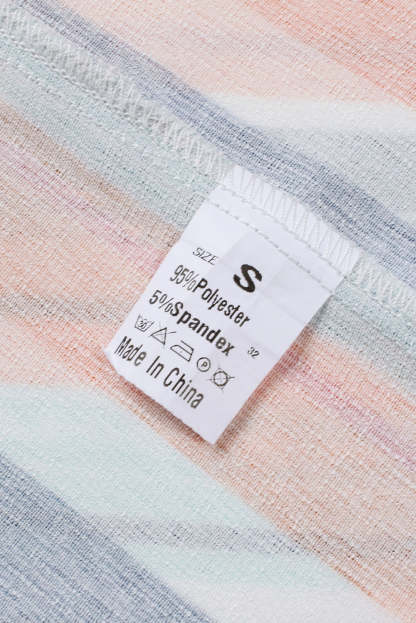 SIZE S
95%Polyester
5%Spandex 32
Made In China